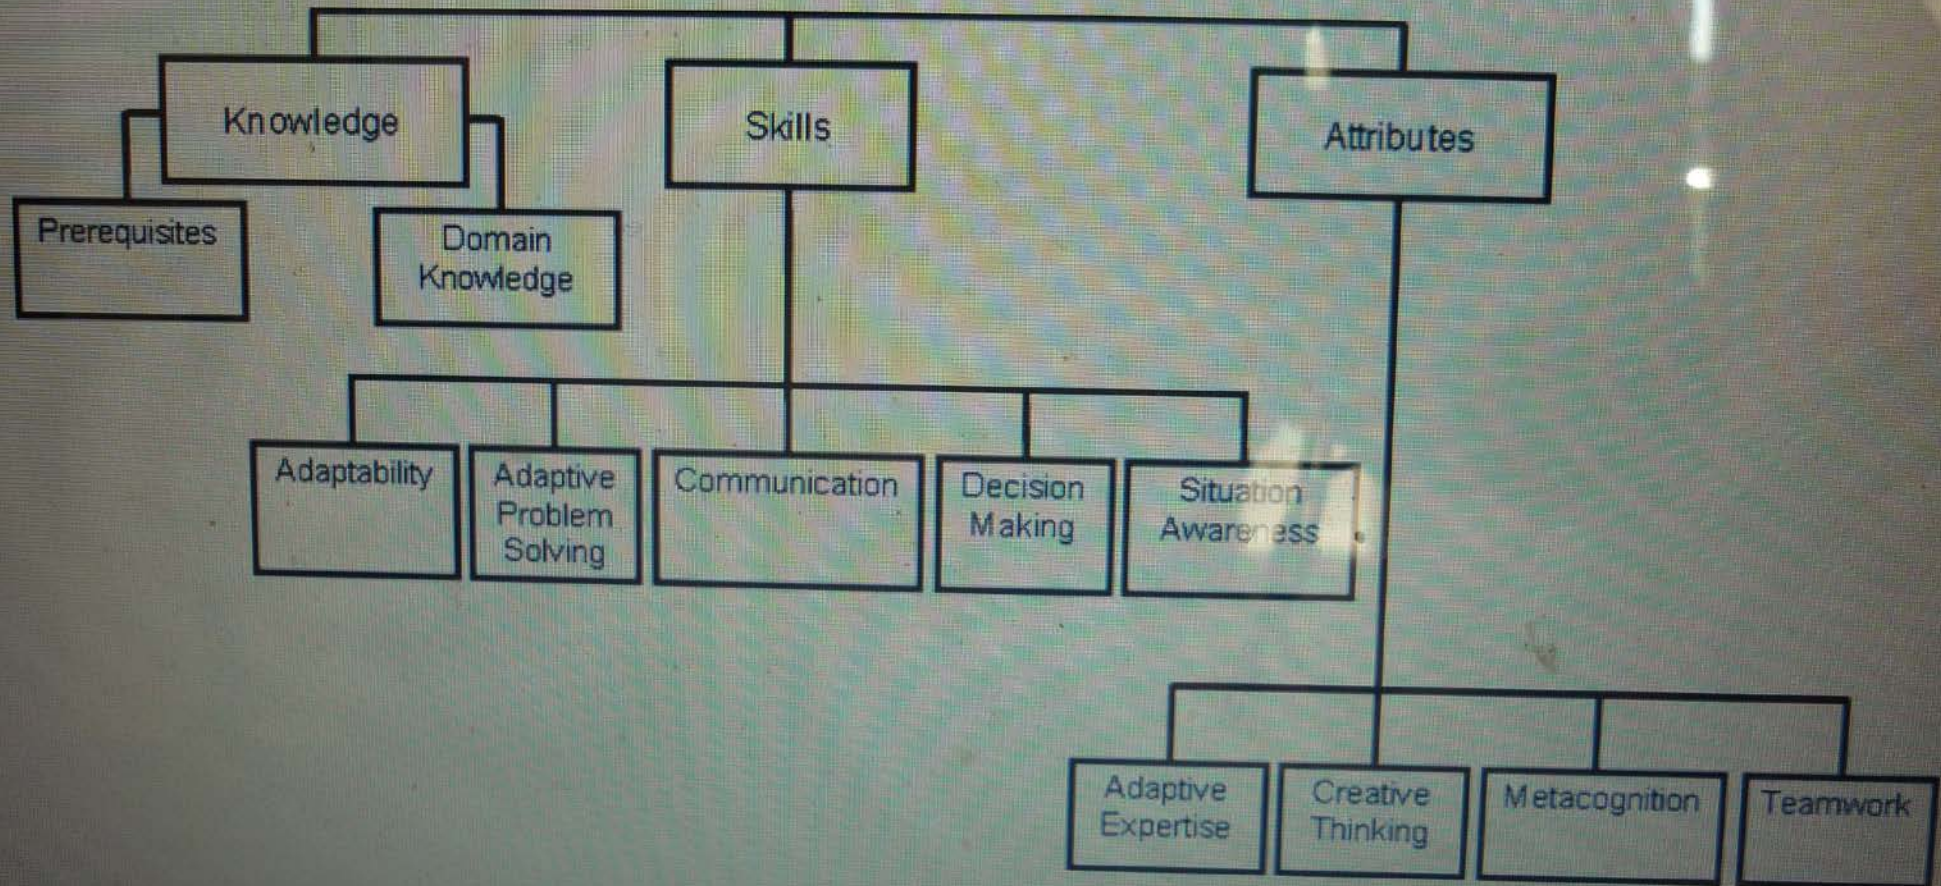 Knowledge
Skills
Attributes
Prerequisites
Domain
Knowledge
Adaptability
Adaptive
Problem
Solving
Communication
Decision
Making
Situation
Awareness
Adaptive
Expertise
Creative
Thinking
Metacognition
Teamwork